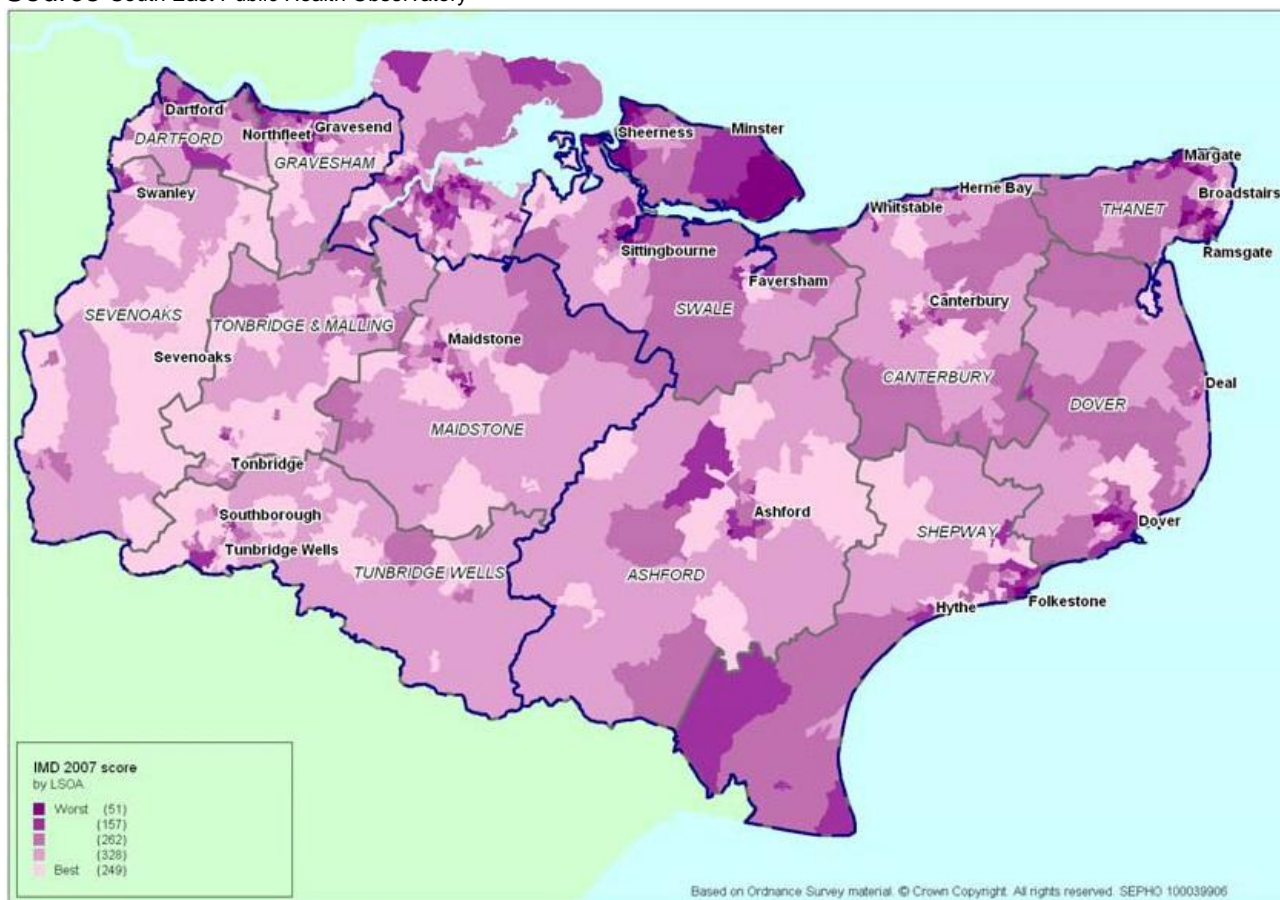 Source South East Public Health Observatory
Dartford
DARTFORD
Northfleet
Gravesend
GRAVESHAM
Swanley
Sheerness
Minster
Margate
Broadstairs
Herne Bay
Whitstable
THANET
Ramsgate
Sittingbourne
Faversham
SWALE
Canterbury
SEVENOAKS
TONBRIDGE & MALLING
Sevenoaks
Maidstone
CANTERBURY
Deal
DOVER
MAIDSTONE
Tonbridge
Southborough
Tunbridge Wells
TUNBRIDGE WELLS
Ashford
ASHFORD
SHEPWAY
Dover
Hythe
Folkestone
IMD 2007 score
by LSOA
Worst (51)
(157)
(262)
(328)
Best (249)
Based on Ordnance Survey material. © Crown Copyright. All rights reserved. SEPHO 100039906